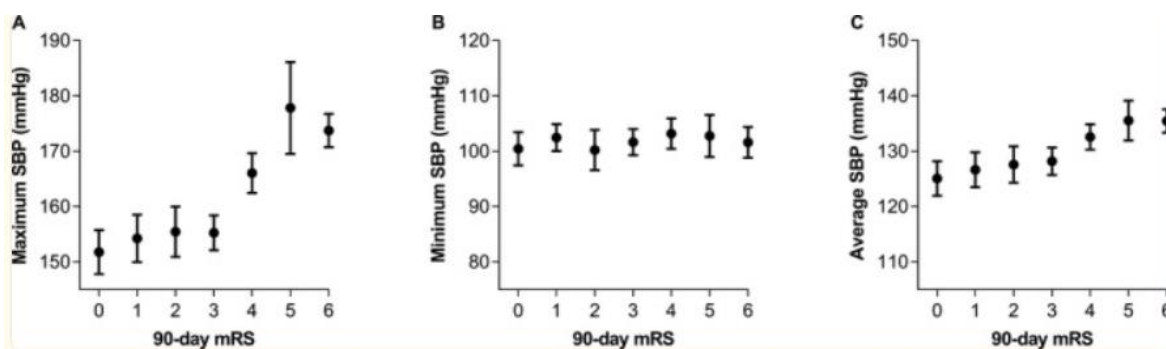 A
Maximum SBP (mmHg)
190
180
170
160
150
0 1 2 3 4 5 6
90-day mRS
B
Minimum SBP (mmHg)
120
110
100
90
80
0 1 2 3 4 5 6
90-day mRS
C
Average SBP (mmHg)
150
140
130
120
110
0 1 2 3 4 5 6
90-day mRS